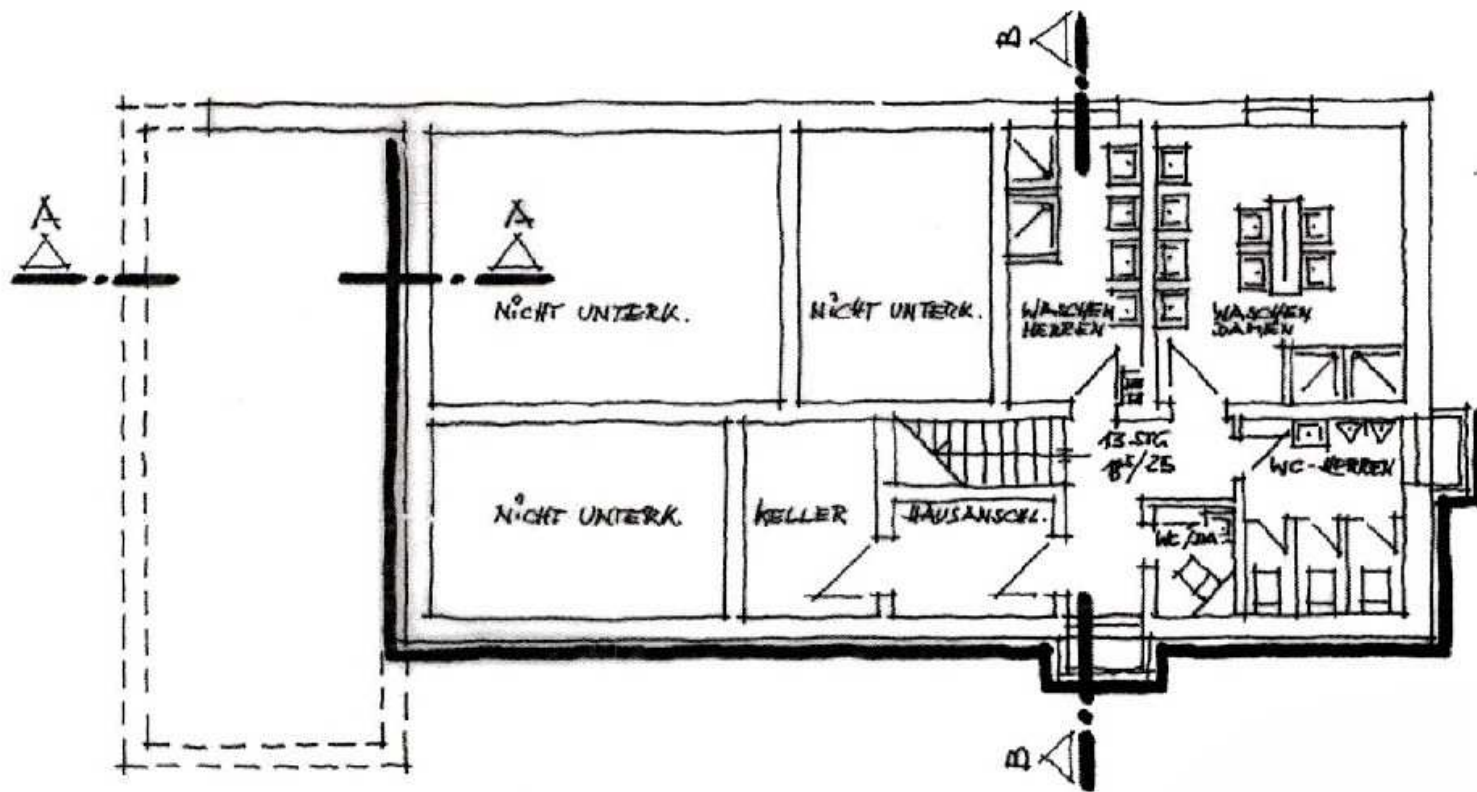 B
A
A
NICHT UNTERK.
NICHT UNTERK.
WASCHEN
HERREN
WASCHEN
DAMEN
13 STG
18⁵/25
WC-HERREN
NICHT UNTERK.
KELLER
HAUSANSCHL.
WC/DA.
B